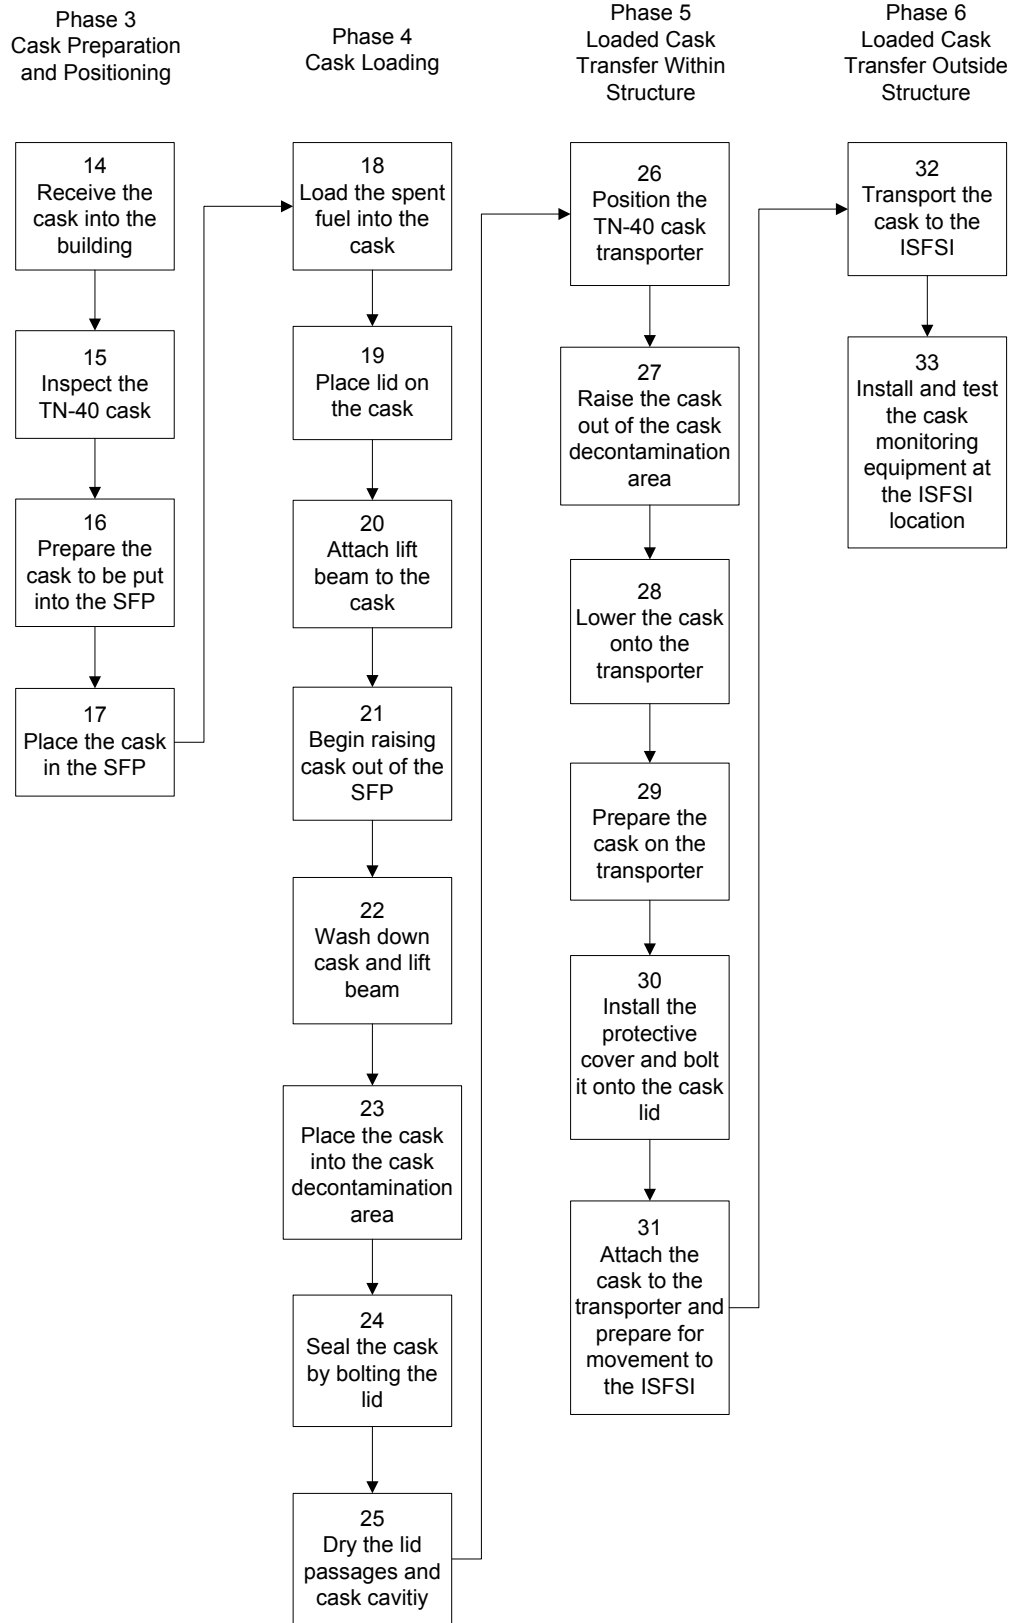 Phase 3
Cask Preparation
and Positioning
14
Receive the
cask into the
building
15
Inspect the
TN-40 cask
16
Prepare the
cask to be put
into the SFP
17
Place the cask
in the SFP
Phase 4
Cask Loading
18
Load the spent
fuel into the
cask
19
Place lid on
the cask
20
Attach lift
beam to the
cask
21
Begin raising
cask out of the
SFP
22
Wash down
cask and lift
beam
23
Place the cask
into the cask
decontamination
area
24
Seal the cask
by bolting the
lid
25
Dry the lid
passages and
cask cavitiy
Phase 5
Loaded Cask
Transfer Within
Structure
26
Position the
TN-40 cask
transporter
27
Raise the cask
out of the cask
decontamination
area
28
Lower the cask
onto the
transporter
29
Prepare the
cask on the
transporter
30
Install the
protective
cover and bolt
it onto the cask
lid
31
Attach the
cask to the
transporter and
prepare for
movement to
the ISFSI
Phase 6
Loaded Cask
Transfer Outside
Structure
32
Transport the
cask to the
ISFSI
33
Install and test
the cask
monitoring
equipment at
the ISFSI
location